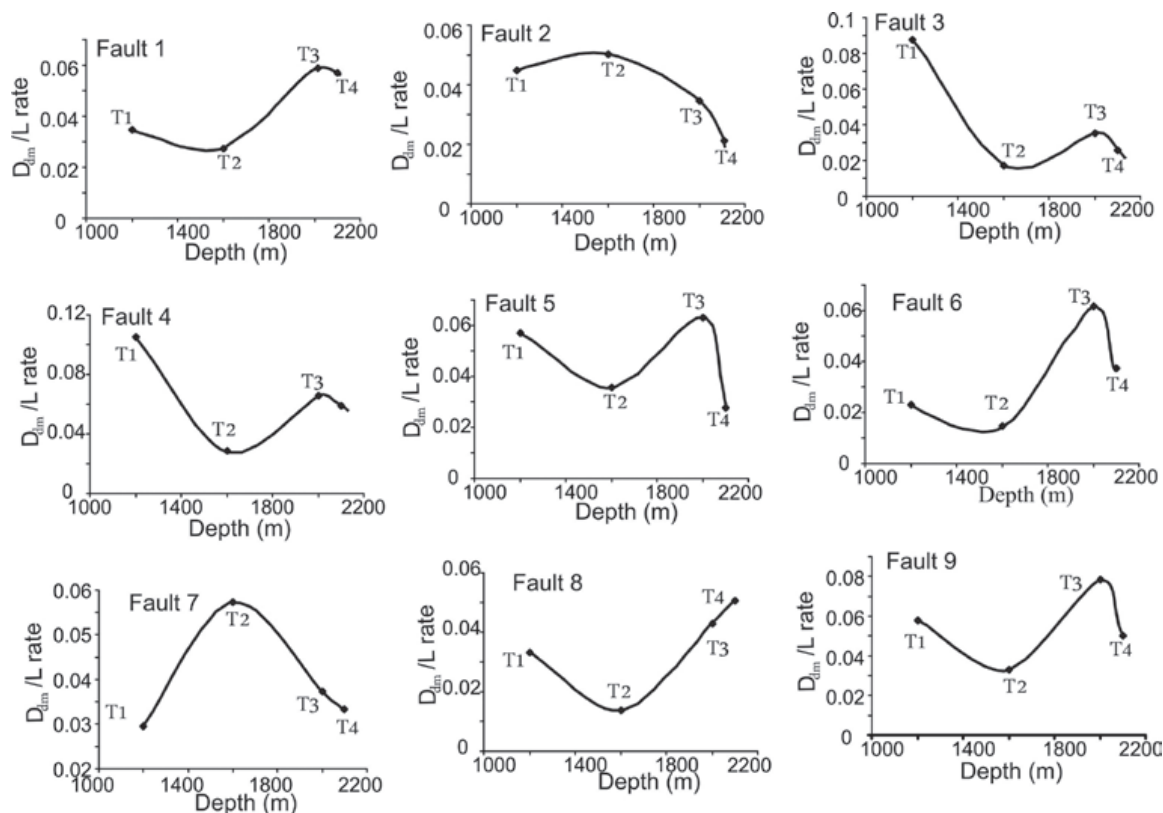 Fault 1
D_dm /L rate
0.06
0.04
0.02
0
T1
T2
T3
T4
1000 1400 1800 2200
Depth (m)
Fault 2
D_dm /L rate
0.06
0.04
0.02
0
T1
T2
T3
T4
1000 1400 1800 2200
Depth (m)
Fault 3
D_dm /L rate
0.1
0.08
0.06
0.04
0.02
0
T1
T2
T3
T4
1000 1400 1800 2200
Depth (m)
Fault 4
D_dm /L rate
0.12
0.08
0.04
0
T1
T2
T3
1000 1400 1800 2200
Depth (m)
Fault 5
D_dm /L rate
0.06
0.04
0.02
0
T1
T2
T3
T4
1000 1400 1800 2200
Depth (m)
Fault 6
D_dm /L rate
0.06
0.04
0.02
0
T1
T2
T3
T4
1000 1400 1800 2200
Depth (m)
Fault 7
D_dm /L rate
0.06
0.05
0.04
0.03
0.02
T1
T2
T3
T4
1000 1400 1800 2200
Depth (m)
Fault 8
D_dm /L rate
0.06
0.04
0.02
0
T1
T2
T4
T3
1000 1400 1800 2200
Depth (m)
Fault 9
D_dm /L rate
0.08
0.06
0.04
0.02
0
T1
T2
T3
T4
1000 1400 1800 2200
Depth (m)